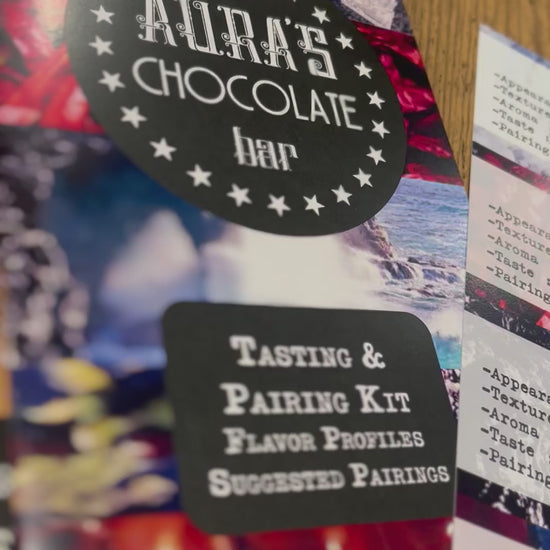 AURA'S
CHOCOLATE
bar
TASTING &
PAIRING KIT
FLAVOR PROFILES
SUGGESTED PAIRINGS
-Appeara
-Texture
-Aroma
-Taste
-Pairing
-Appeara
-Texture
-Aroma
-Taste
-Pairing
-Appeara
-Texture
-Aroma
-Taste
-Pairing